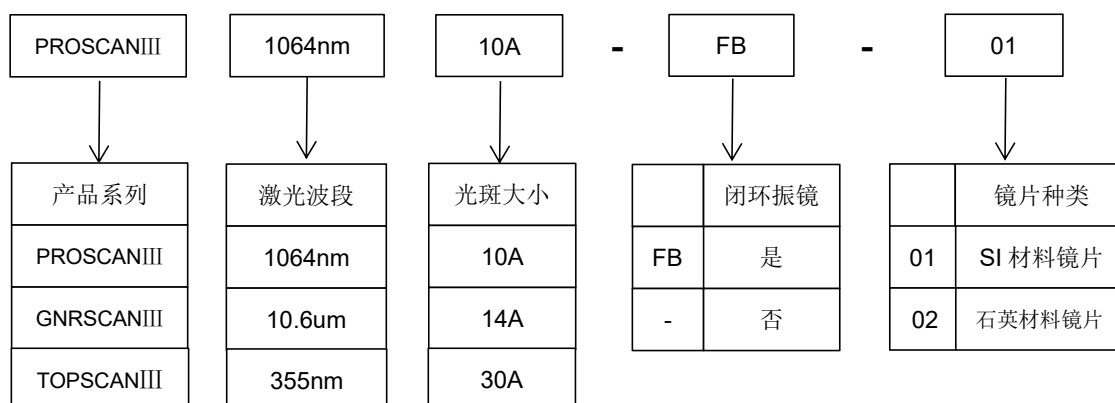 PROSCANⅢ 1064nm 10A - FB - 01
产品系列 激光波段 光斑大小 闭环振镜 镜片种类
PROSCANⅢ 1064nm 10A FB 是 01 SI 材料镜片
GNRSCANⅢ 10.6um 14A - 否 02 石英材料镜片
TOPSCANⅢ 355nm 30A